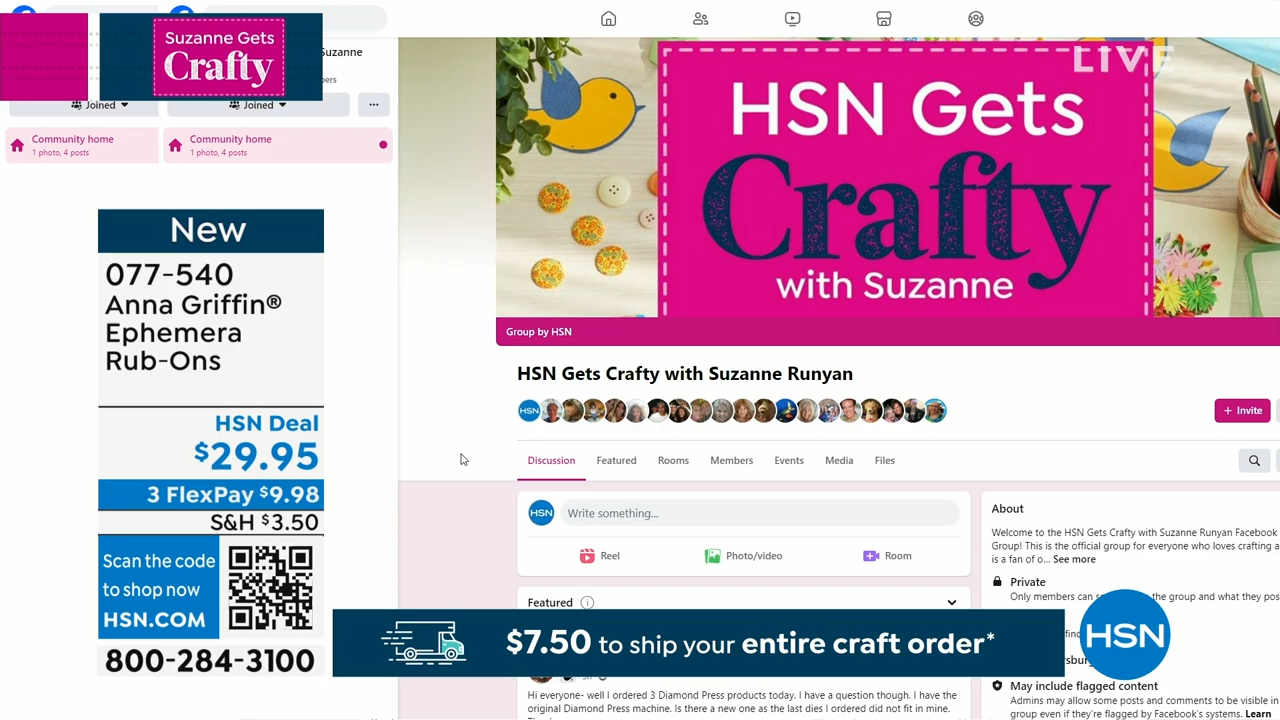 Suzanne Gets
Crafty
Suzanne
Joined
Joined
...
Community home
1 photo, 4 posts
Community home
1 photo, 4 posts
New
077-540
Anna Griffin®
Ephemera
Rub-Ons
HSN Deal
$29.95
3 FlexPay $9.98
S&H $3.50
Scan the code
to shop now
HSN.COM
800-284-3100
LIVE
HSN Gets
Crafty
with Suzanne
Group by HSN
HSN Gets Crafty with Suzanne Runyan
HSN
+ Invite
Discussion Featured Rooms Members Events Media Files
HSN
Write something...
Reel Photo/video Room
Featured
About
Welcome to the HSN Gets Crafty with Suzanne Runyan Facebook
Group! This is the official group for everyone who loves crafting a
is a fan of o... See more
Private
Only members can the group and what they pos
$7.50 to ship your entire craft order*
HSN
Hi everyone- well I ordered 3 Diamond Press products today. I have a question though. I have the
original Diamond Press machine. Is there a new one as the last dies I ordered did not fit in mine.
May include flagged content
Admins may allow some posts and comments to be visible in
group even if they're flagged by Facebook's systems. Learn